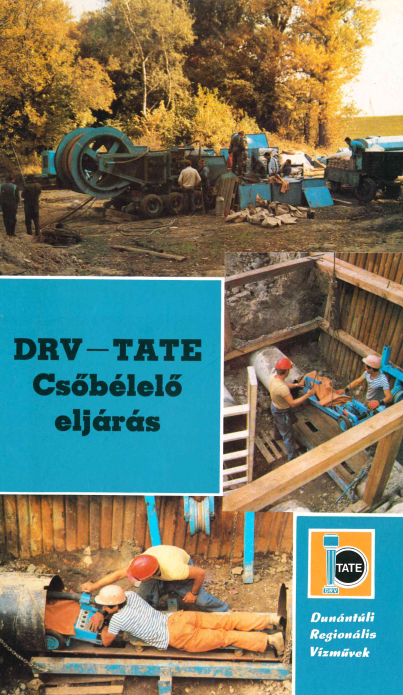 DRV — TATE
Csőbélelő
eljárás
TATE
DRV
Dunántúli
Regionális
Vízművek